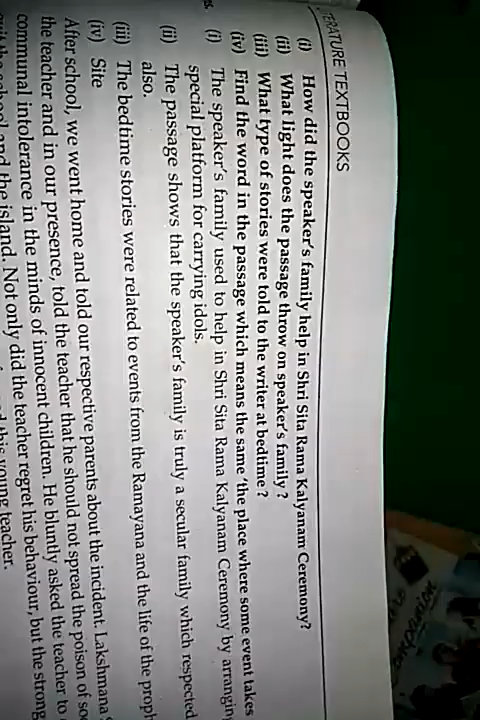 TERATURE TEXTBOOKS
(i) How did the speaker's family help in Shri Sita Rama Kalyanam Ceremony?
(ii) What light does the passage throw on speaker's family ?
(iii) What type of stories were told to the writer at bedtime ?
(iv) Find the word in the passage which means the same 'the place where some event takes
(i) The speaker's family used to help in Shri Sita Rama Kalyanam Ceremony by arrangin
special platform for carrying idols.
(ii) The passage shows that the speaker's family is truly a secular family which respected
also.
(iii) The bedtime stories were related to events from the Ramayana and the life of the proph
(iv) Site
After school, we went home and told our respective parents about the incident. Lakshmana
the teacher and in our presence, told the teacher that he should not spread the poison of so
communal intolerance in the minds of innocent children. He bluntly asked the teacher to
and the island. Not only did the teacher regret his behaviour, but the strong
this young teacher.
ompanion